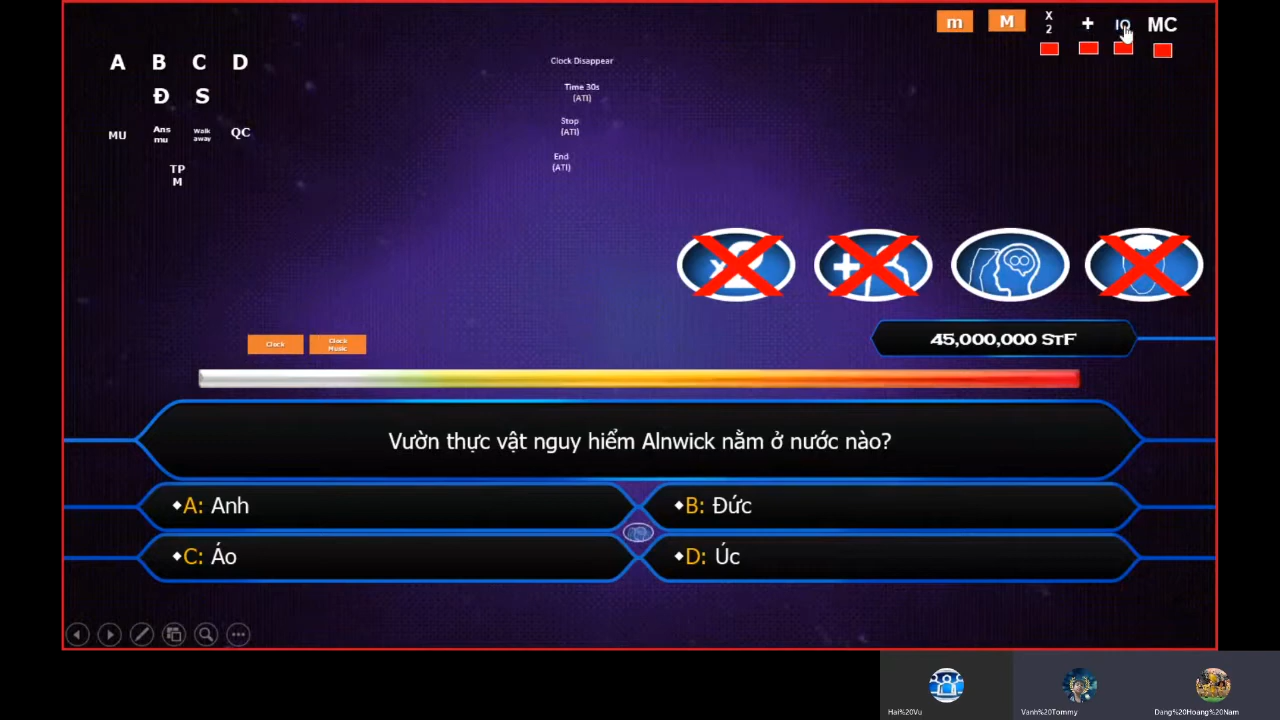 m
M
X
2
+
IQ
MC
A B C D
Đ S
MU
Ans
mu
Walk
away
QC
TP
M
Clock Disappear
Time 30s
(ATI)
Stop
(ATI)
End
(ATI)
x2
+
Clock
Clock
Music
45,000,000 STF
Vườn thực vật nguy hiểm Alnwick nằm ở nước nào?
◆A: Anh
◆B: Đức
◆C: Áo
◆D: Úc
Hai%20Vu
Vanh%20Tommy
Dang%20Hoang%20Nam